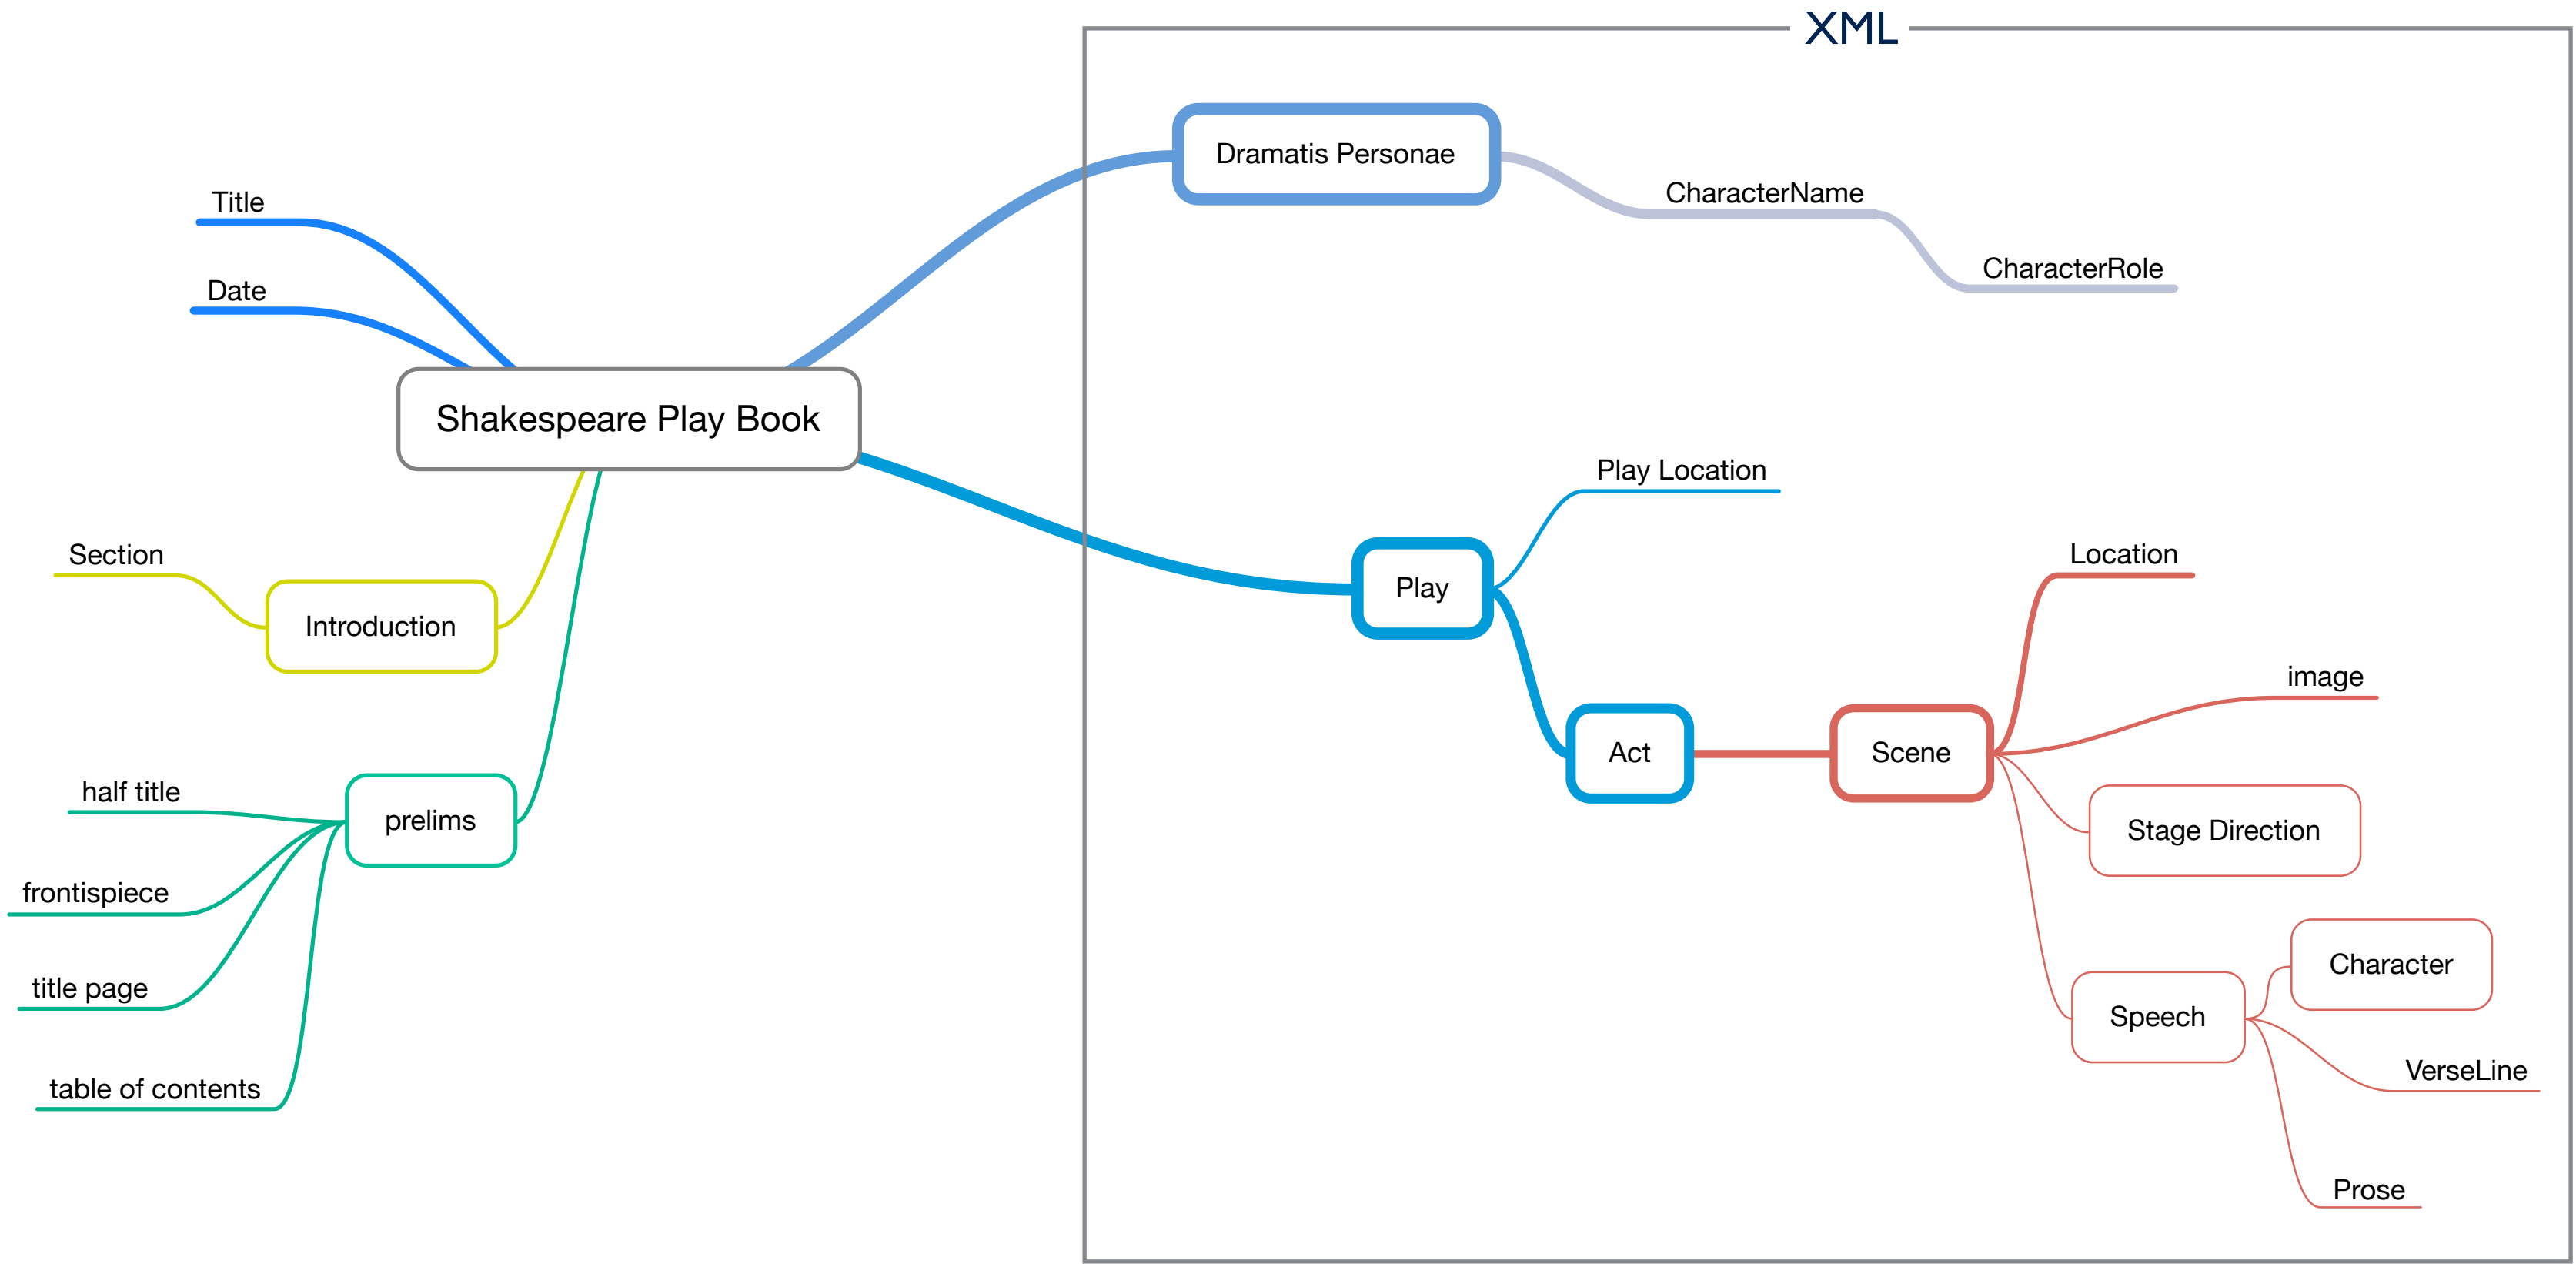 XML
Dramatis Personae
CharacterName
CharacterRole
Title
Date
Shakespeare Play Book
Play Location
Play
Location
image
Act
Scene
Stage Direction
Character
Speech
VerseLine
Prose
Section
Introduction
prelims
half title
frontispiece
title page
table of contents